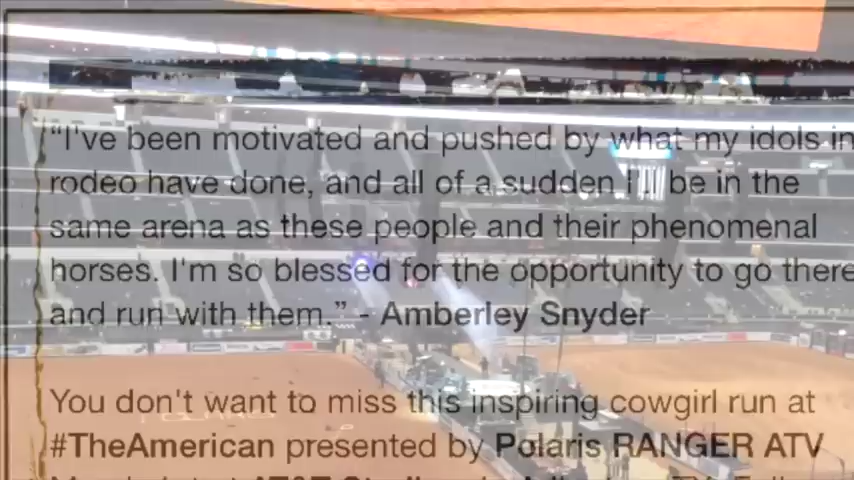 "I've been motivated and pushed by what my idols in
rodeo have done, and all of a sudden I'll be in the
same arena as these people and their phenomenal
horses. I'm so blessed for the opportunity to go there
and run with them.” - Amberley Snyder
You don't want to miss this inspiring cowgirl run at
#TheAmerican presented by Polaris RANGER ATV